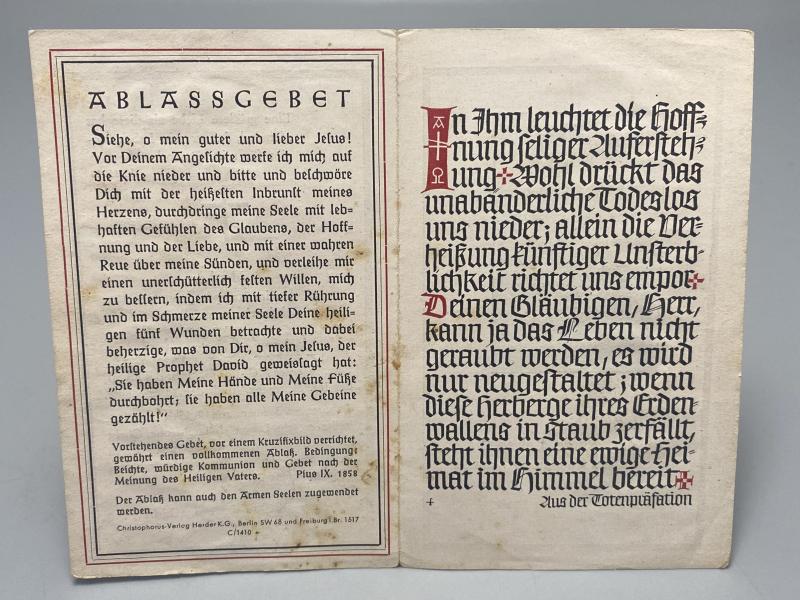 ABLASSGEBET
Siehe, o mein guter und lieber Jesus!
Vor Deinem Angesichte werfe ich mich auf
die Knie nieder und bitte und beschwöre
Dich mit der heißesten Inbrunst meines
Herzens, durchdringe meine Seele mit leb-
haften Gefühlen des Glaubens, der Hoff-
nung und der Liebe, und mit einer wahren
Reue über meine Sünden, und verleihe mir
einen unerschütterlich festen Willen, mich
zu bessern, indem ich mit tiefer Rührung
und im Schmerze meiner Seele Deine heili-
gen fünf Wunden betrachte und dabei
beherzige, was von Dir, o mein Jesus, der
heilige Prophet David geweissagt hat:
„Sie haben Meine Hände und Meine Füße
durchbohrt; sie haben alle Meine Gebeine
gezählt!“
Vorstehendes Gebet, vor einem Kruzifixbild verrichtet,
gewährt einen vollkommenen Ablaß. Bedingung:
Beichte, würdige Kommunion und Gebet nach der
Meinung des Heiligen Vaters. Pius IX. 1858
Der Ablaß kann auch den Armen Seelen zugewendet
werden.
Christophorus-Verlag Herder K.G., Berlin SW 68 und Freiburg i. Br. 1517
C/1410
In Ihm leuchtet die Hoff-
nung seliger Aufersteh-
ung + Wohl drückt das
unabänderliche Todeslos
uns nieder; allein die Ver-
heißung künftiger Unsterb-
lichkeit richtet uns empor +
Deinen Gläubigen, Herr,
kann ja das Leben nicht
geraubt werden, es wird
nur neugestaltet; wenn
diese Herberge ihres Erden-
wallens in Staub zerfällt,
steht ihnen eine ewige Hei-
mat im Himmel bereit +
Aus der Totenpräfation